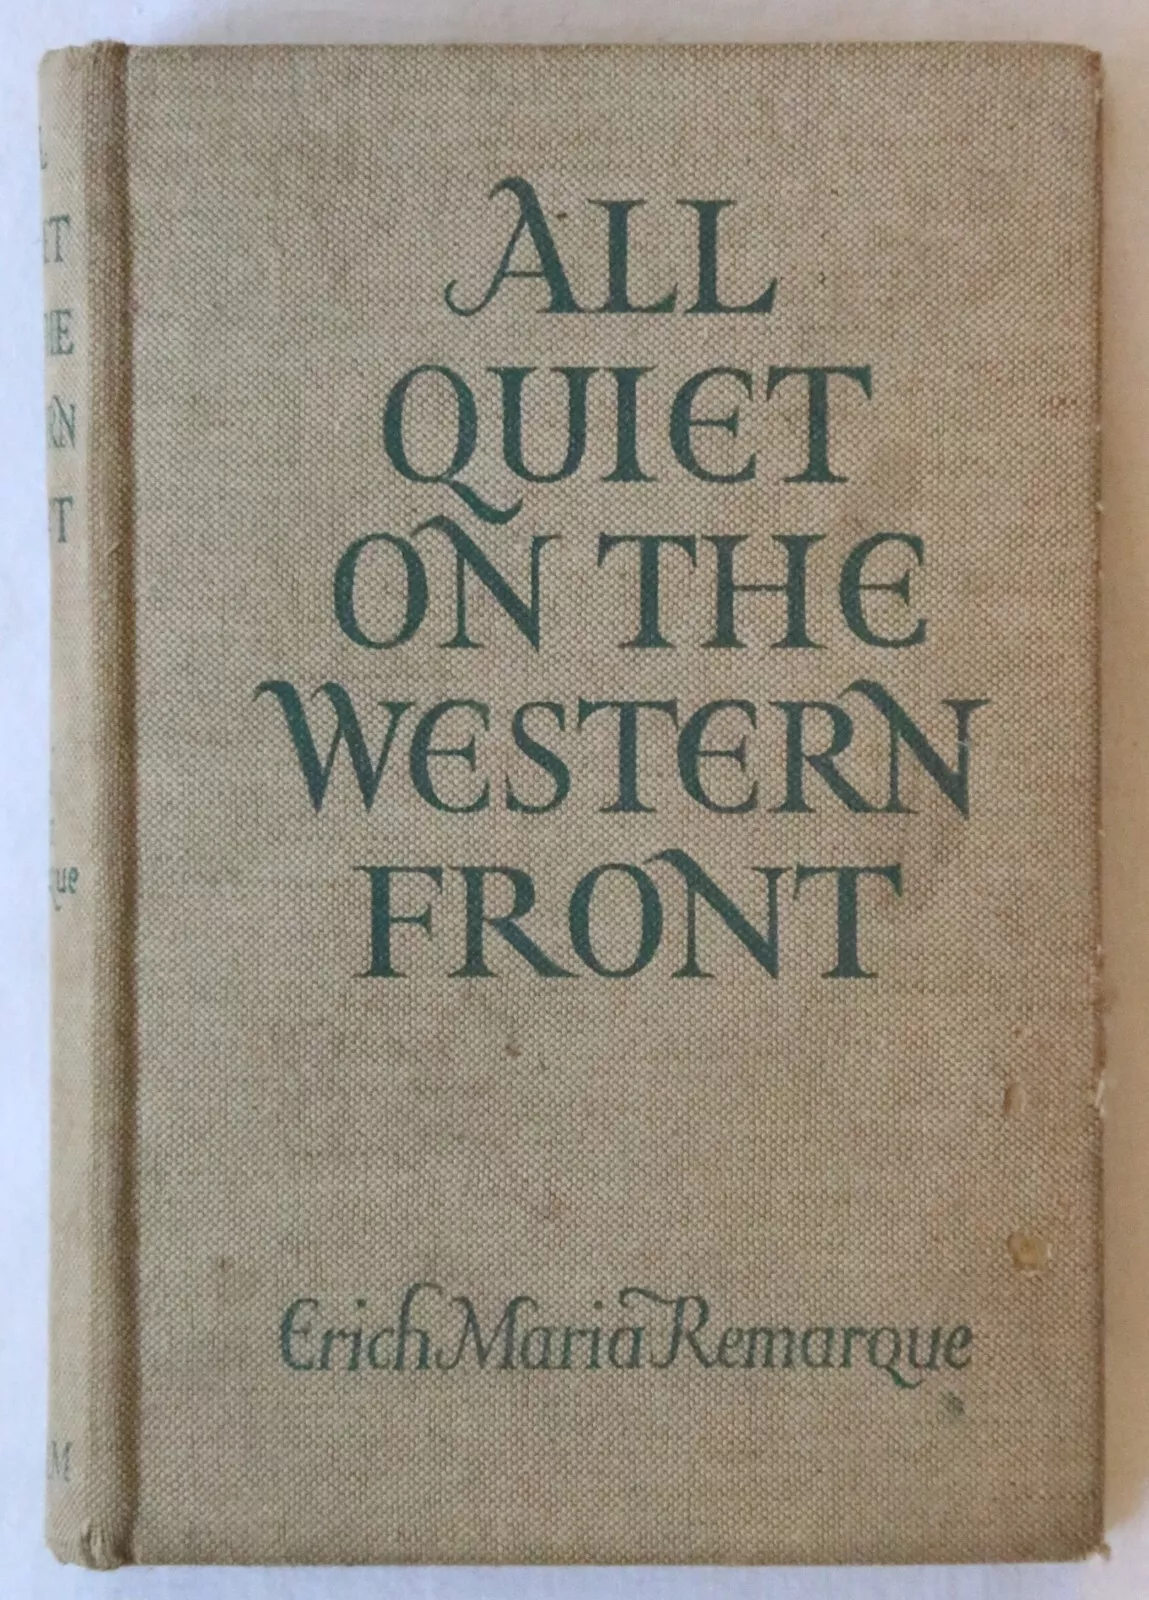 ALL
QUIET
ON THE
WESTERN
FRONT
Erich Maria Remarque